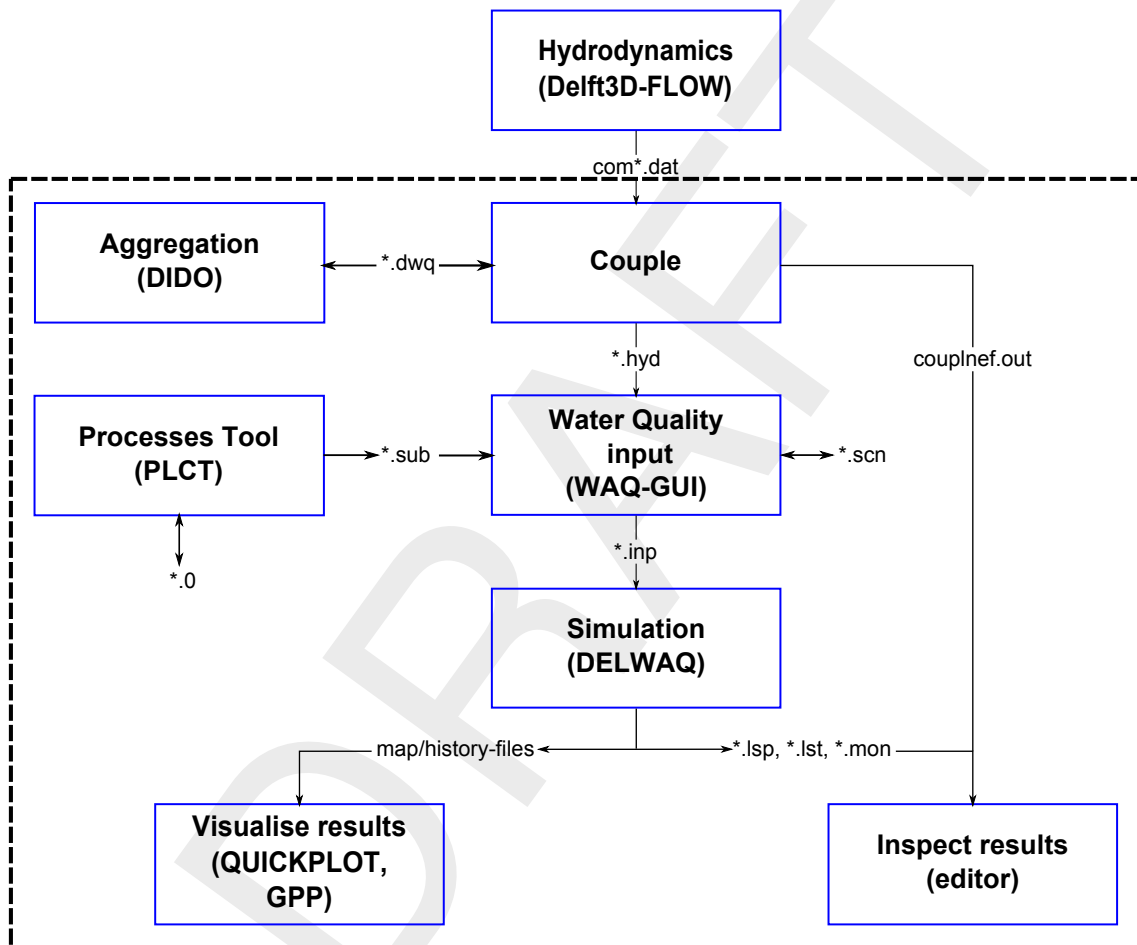 Hydrodynamics
(Delft3D-FLOW)
com*.dat
Aggregation
(DIDO)
*.dwq
Couple
*.hyd
couplnef.out
Processes Tool
(PLCT)
*.sub
Water Quality
input
(WAQ-GUI)
*.scn
*.0
*.inp
Simulation
(DELWAQ)
map/history-files
*.lsp, *.lst, *.mon
Visualise results
(QUICKPLOT,
GPP)
Inspect results
(editor)
DRAFT